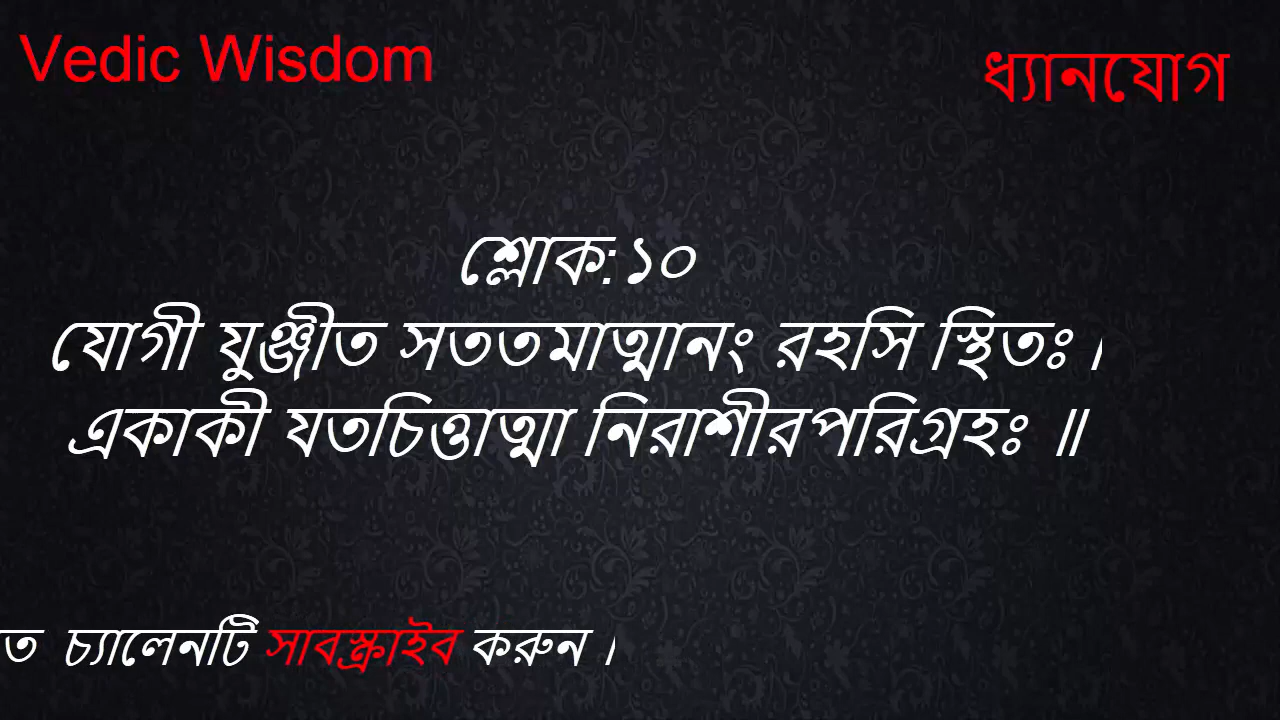 Vedic Wisdom
ধ্যানযোগ
শ্লোক:১০
যোগী যুঞ্জীত সততমাত্মানং রহসি স্থিতঃ ।
একাকী যতচিত্তাত্মা নিরাশীরপরিগ্রহঃ ॥
চ্যালেনটি সাবস্ক্রাইব করুন ।